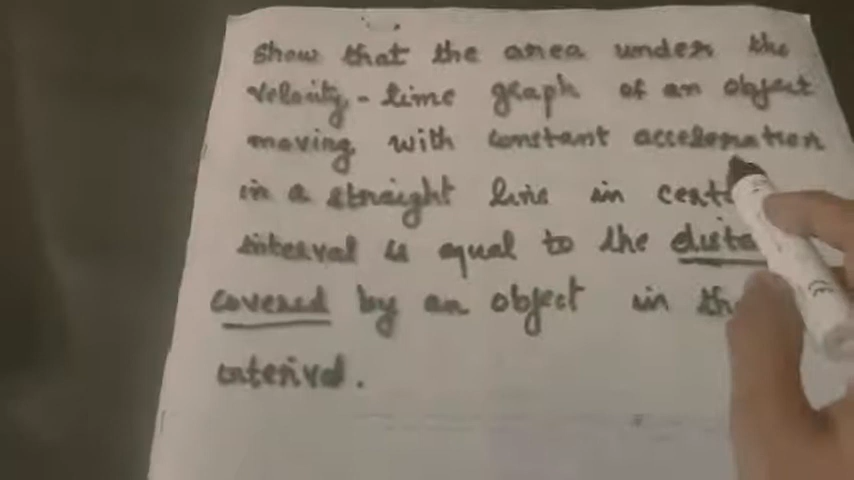 Show that the area under the
velocity - time graph of an object
moving with constant acceleration
in a straight line in
interval is equal to the
covered by an object in
interival.